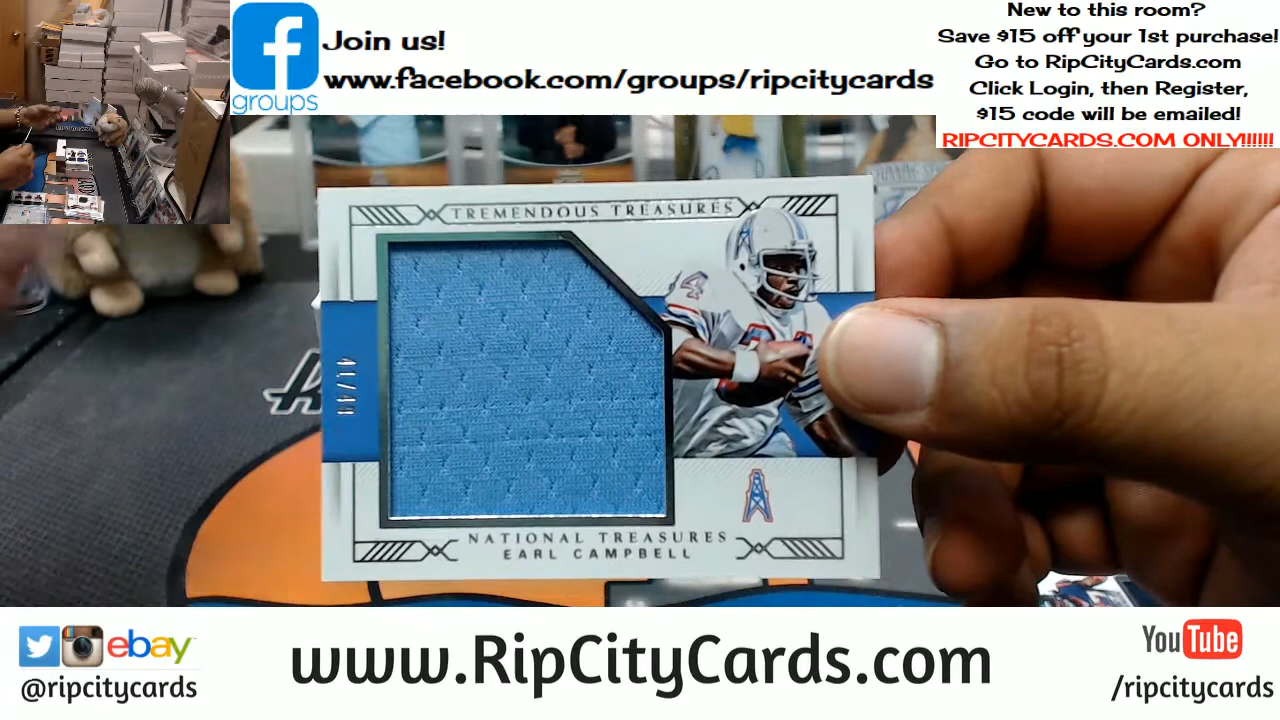 f
groups
Join us!
www.facebook.com/groups/ripcitycards
New to this room?
Save $15 off your 1st purchase!
Go to RipCityCards.com
Click Login, then Register,
$15 code will be emailed!
RIPCITYCARDS.COM ONLY!!!!!!
TREMENDOUS TREASURES
34
NATIONAL TREASURES
EARL CAMPBELL
ebay
@ripcitycards
www.RipCityCards.com
YouTube
/ripcitycards